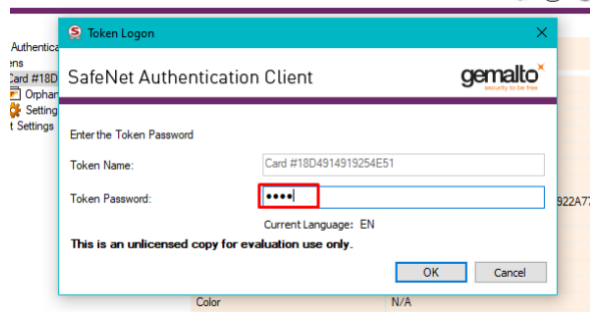 Token Logon
Authentica
ens
Card #18D
Orphan
Setting
t Settings
SafeNet Authentication Client
gemalto
security to be free
Enter the Token Password
Token Name:
Card #18D4914919254E51
Token Password:
••••
922A77
Current Language: EN
This is an unlicensed copy for evaluation use only.
OK
Cancel
Color
N/A